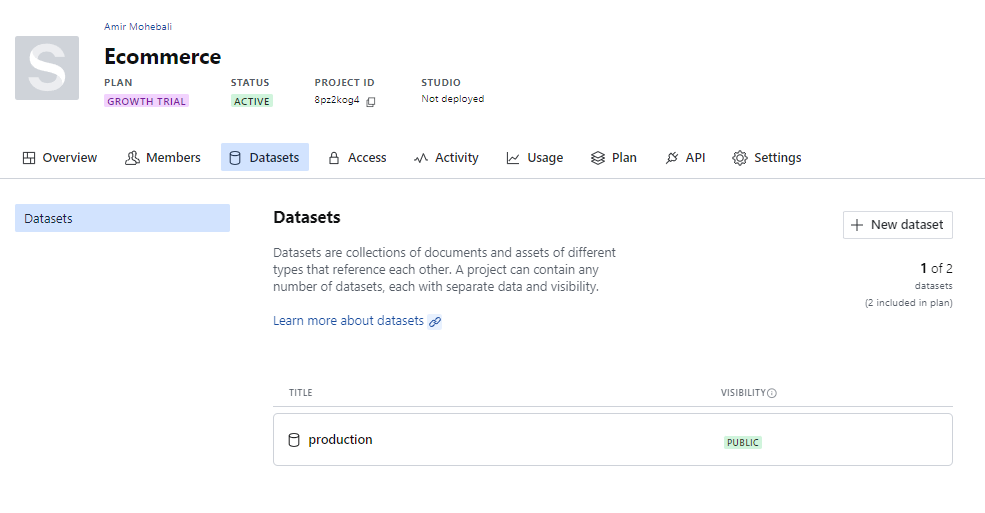 Amir Mohebali
Ecommerce
PLAN STATUS PROJECT ID STUDIO
GROWTH TRIAL ACTIVE 8pz2kog4 Not deployed
Overview Members Datasets Access Activity Usage Plan API Settings
Datasets
Datasets
New dataset
Datasets are collections of documents and assets of different
types that reference each other. A project can contain any
number of datasets, each with separate data and visibility.
Learn more about datasets
1 of 2
datasets
(2 included in plan)
TITLE VISIBILITY
production PUBLIC